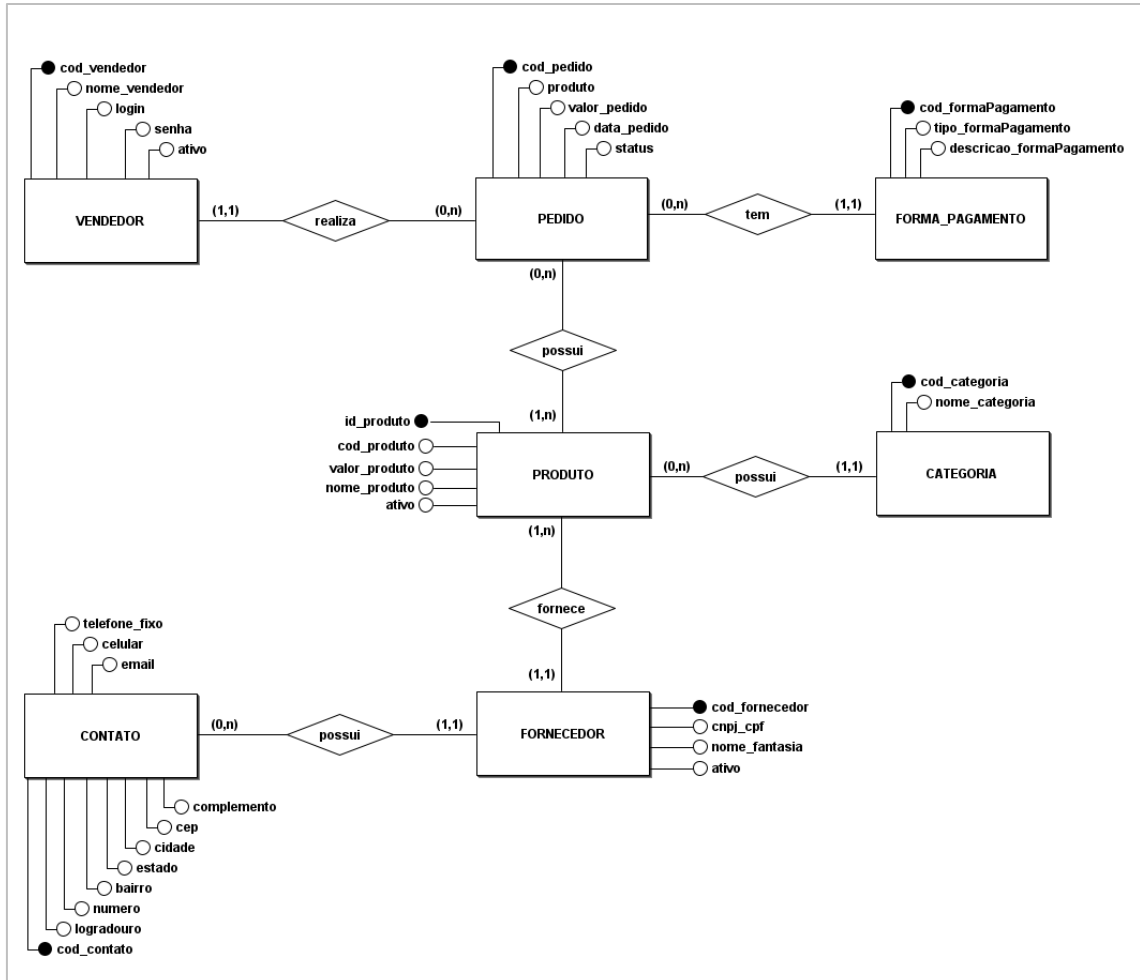 cod_vendedor
nome_vendedor
login
senha
ativo
VENDEDOR
(1,1)
realiza
(0,n)
cod_pedido
produto
valor_pedido
data_pedido
status
PEDIDO
(0,n)
tem
(1,1)
cod_formaPagamento
tipo_formaPagamento
descricao_formaPagamento
FORMA_PAGAMENTO
(0,n)
possui
(1,n)
id_produto
cod_produto
valor_produto
nome_produto
ativo
PRODUTO
(0,n)
possui
(1,1)
cod_categoria
nome_categoria
CATEGORIA
(1,n)
fornece
(1,1)
telefone_fixo
celular
email
CONTATO
(0,n)
possui
(1,1)
FORNECEDOR
cod_fornecedor
cnpj_cpf
nome_fantasia
ativo
complemento
cep
cidade
estado
bairro
numero
logradouro
cod_contato